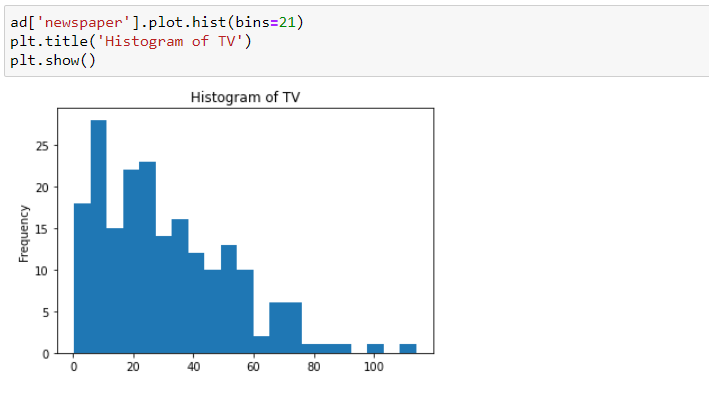 ad['newspaper'].plot.hist(bins=21)
plt.title('Histogram of TV')
plt.show()
Histogram of TV
25
20
15
10
5
0
Frequency
0 20 40 60 80 100